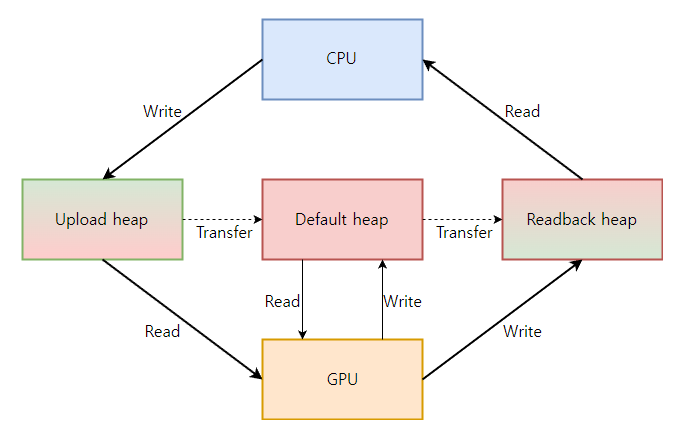 CPU
Write
Read
Upload heap
Transfer
Default heap
Transfer
Readback heap
Read
Write
Read
Write
GPU